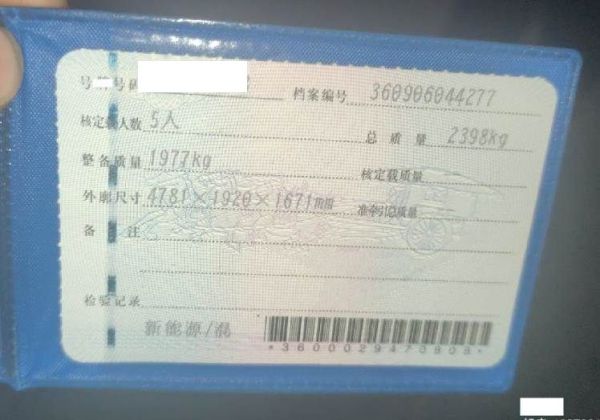 号牌号码 档案编号 360906044277
核定载人数 5人 总质量 2398kg
整备质量 1977kg 核定载质量
外廓尺寸 4781×1920×1671mm 准牵引总质量
备注
检验记录
新能源/混
*3600029470808*